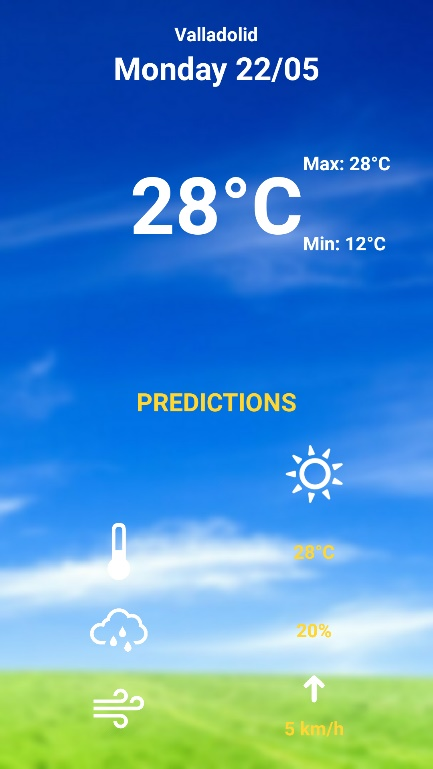 Valladolid
Monday 22/05
Max: 28°C
28°C
Min: 12°C
PREDICTIONS
28°C
20%
5 km/h